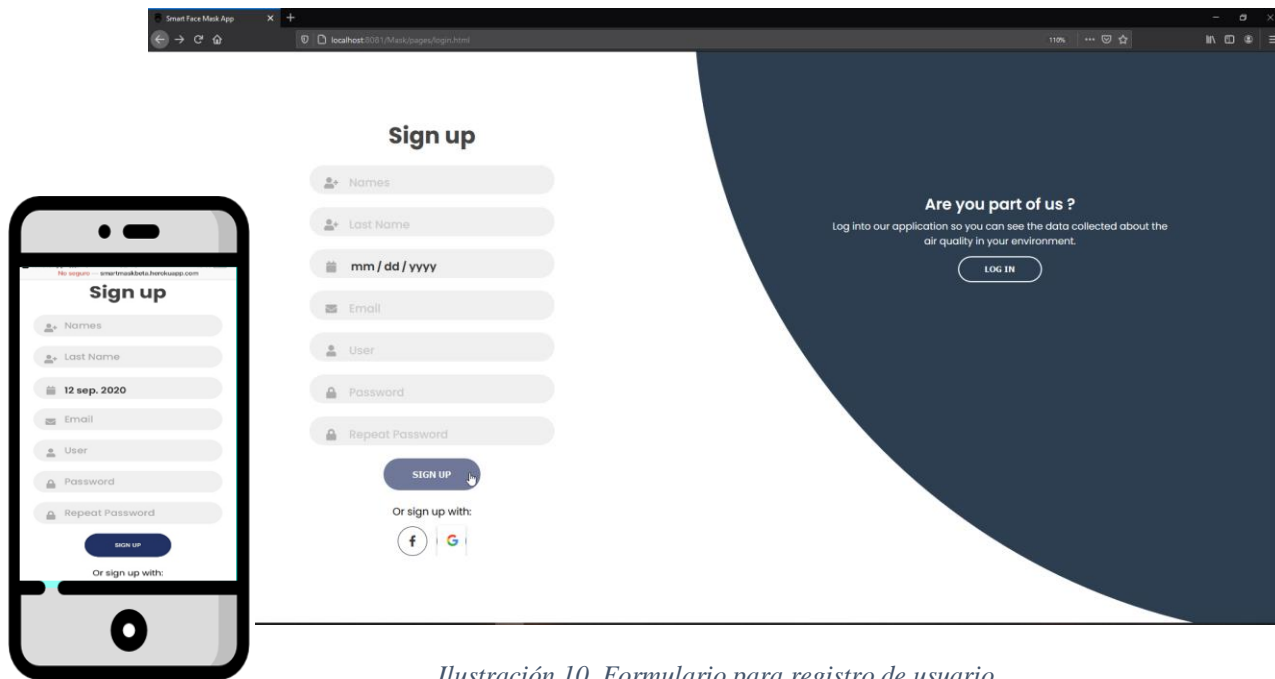 Smart Face Mask App
localhost:8081/Mask/pages/login.html
110%
Sign up
Names
Last Name
mm / dd / yyyy
Email
User
Password
Repeat Password
SIGN UP
Or sign up with:
f G
Are you part of us ?
Log into our application so you can see the data collected about the
air quality in your environment.
LOG IN
No seguro — smartmaskbeta.herokuapp.com
Sign up
Names
Last Name
12 sep. 2020
Email
User
Password
Repeat Password
SIGN UP
Or sign up with:
Ilustración 10. Formulario para registro de usuario